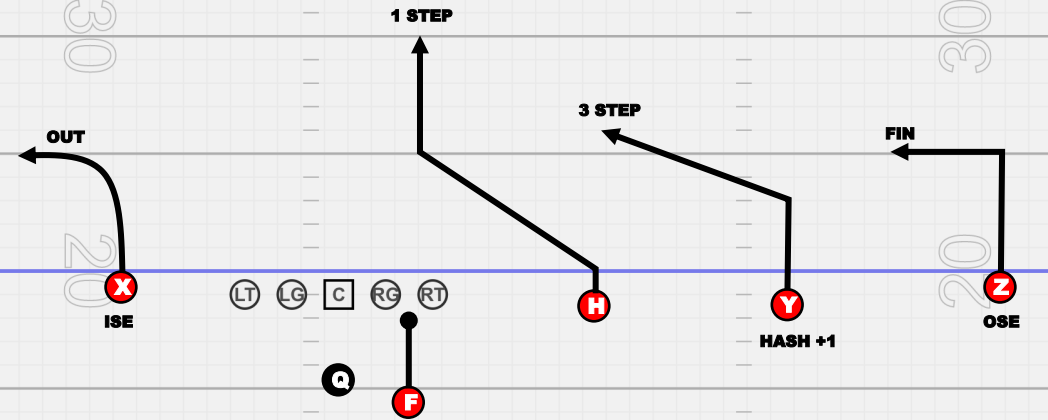 1 STEP
30
30
3 STEP
OUT
FIN
20
20
X
LT LG C RG RT
H
Y
Z
ISE
OSE
HASH +1
Q
F